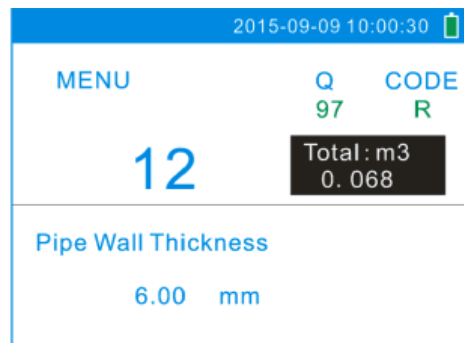 2015-09-09 10:00:30
MENU
Q
CODE
97
R
12
Total: m3
0.068
Pipe Wall Thickness
6.00 mm